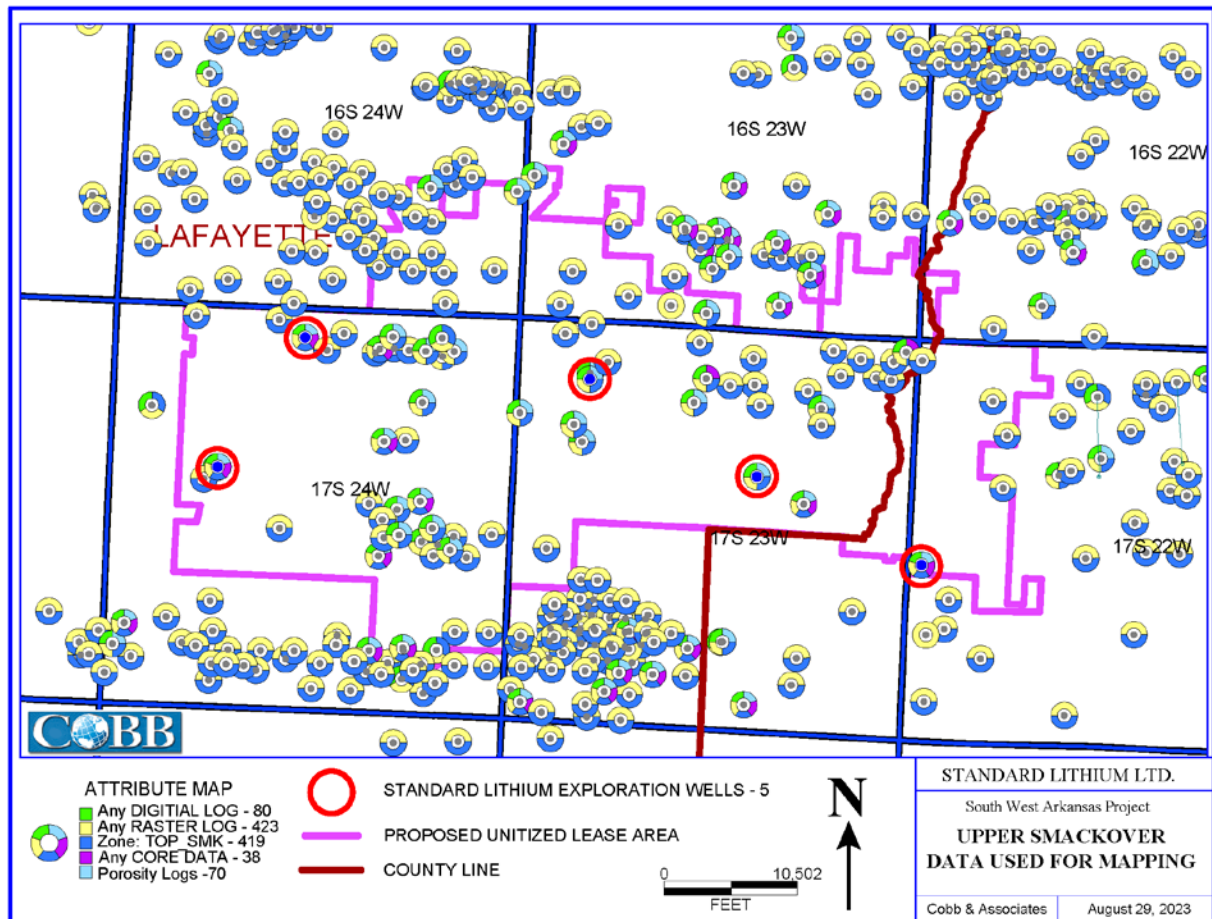 16S 24W
16S 23W
16S 22W
LAFAYETTE
17S 24W
17S 23W
17S 22W
COBB
ATTRIBUTE MAP
Any DIGITIAL LOG - 80
Any RASTER LOG - 423
Zone: TOP_SMK - 419
Any CORE DATA - 38
Porosity Logs -70
STANDARD LITHIUM EXPLORATION WELLS - 5
PROPOSED UNITIZED LEASE AREA
COUNTY LINE
0 10,502
FEET
N
STANDARD LITHIUM LTD.
South West Arkansas Project
UPPER SMACKOVER
DATA USED FOR MAPPING
Cobb & Associates August 29, 2023